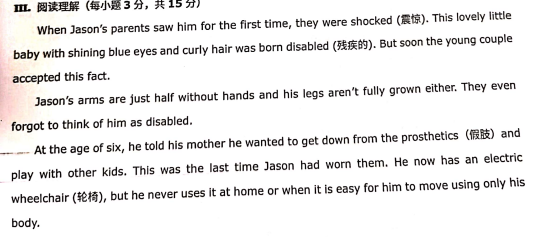 III. 阅读理解（每小题 3 分，共 15 分）
When Jason's parents saw him for the first time, they were shocked (震惊). This lovely little
baby with shining blue eyes and curly hair was born disabled (残疾的). But soon the young couple
accepted this fact.
Jason's arms are just half without hands and his legs aren't fully grown either. They even
forgot to think of him as disabled.
At the age of six, he told his mother he wanted to get down from the prosthetics（假肢）and
play with other kids. This was the last time Jason had worn them. He now has an electric
wheelchair (轮椅), but he never uses it at home or when it is easy for him to move using only his
body.